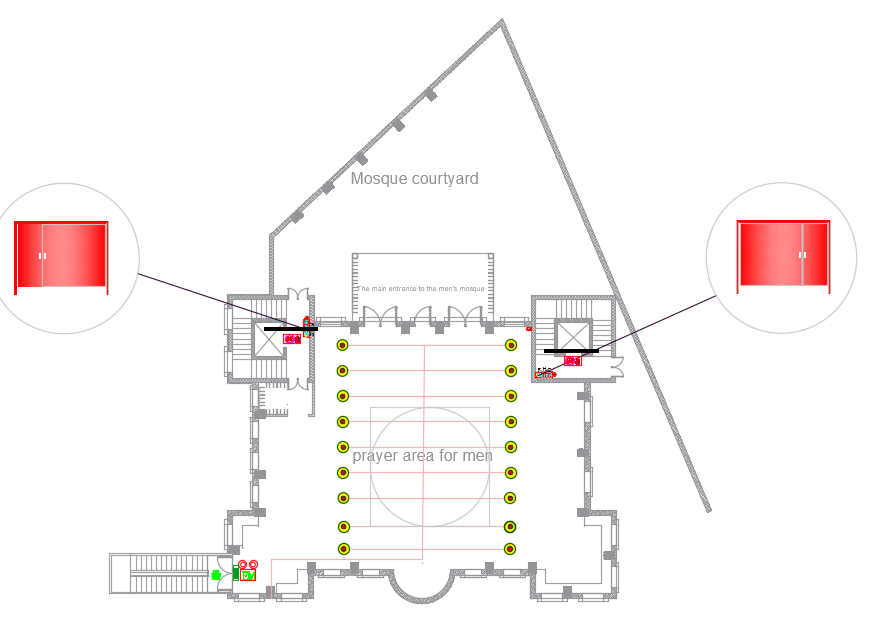 Mosque courtyard
The main entrance to the men's mosque
prayer area for men